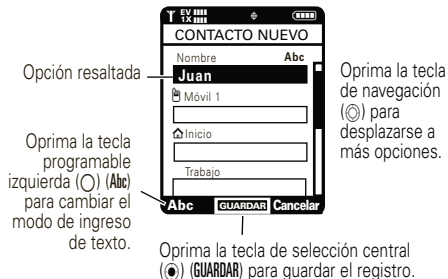 EV
1X
CONTACTO NUEVO
Nombre Abc
Juan
Móvil 1
Inicio
Trabajo
Abc GUARDAR Cancelar
Opción resaltada
Oprima la tecla
programable
izquierda ( ) (Abc)
para cambiar el
modo de ingreso
de texto.
Oprima la tecla
de navegación
( ) para
desplazarse a
más opciones.
Oprima la tecla de selección central
( ) (GUARDAR) para guardar el registro.